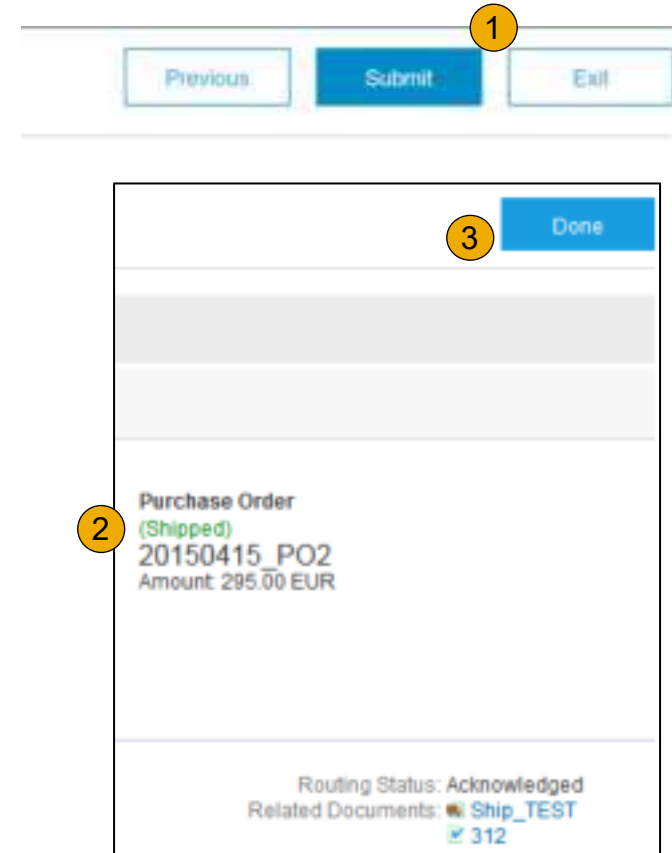 1
Previous Submit Exit
3 Done
Purchase Order
2 (Shipped)
20150415_PO2
Amount: 295.00 EUR
Routing Status: Acknowledged
Related Documents: Ship_TEST
312